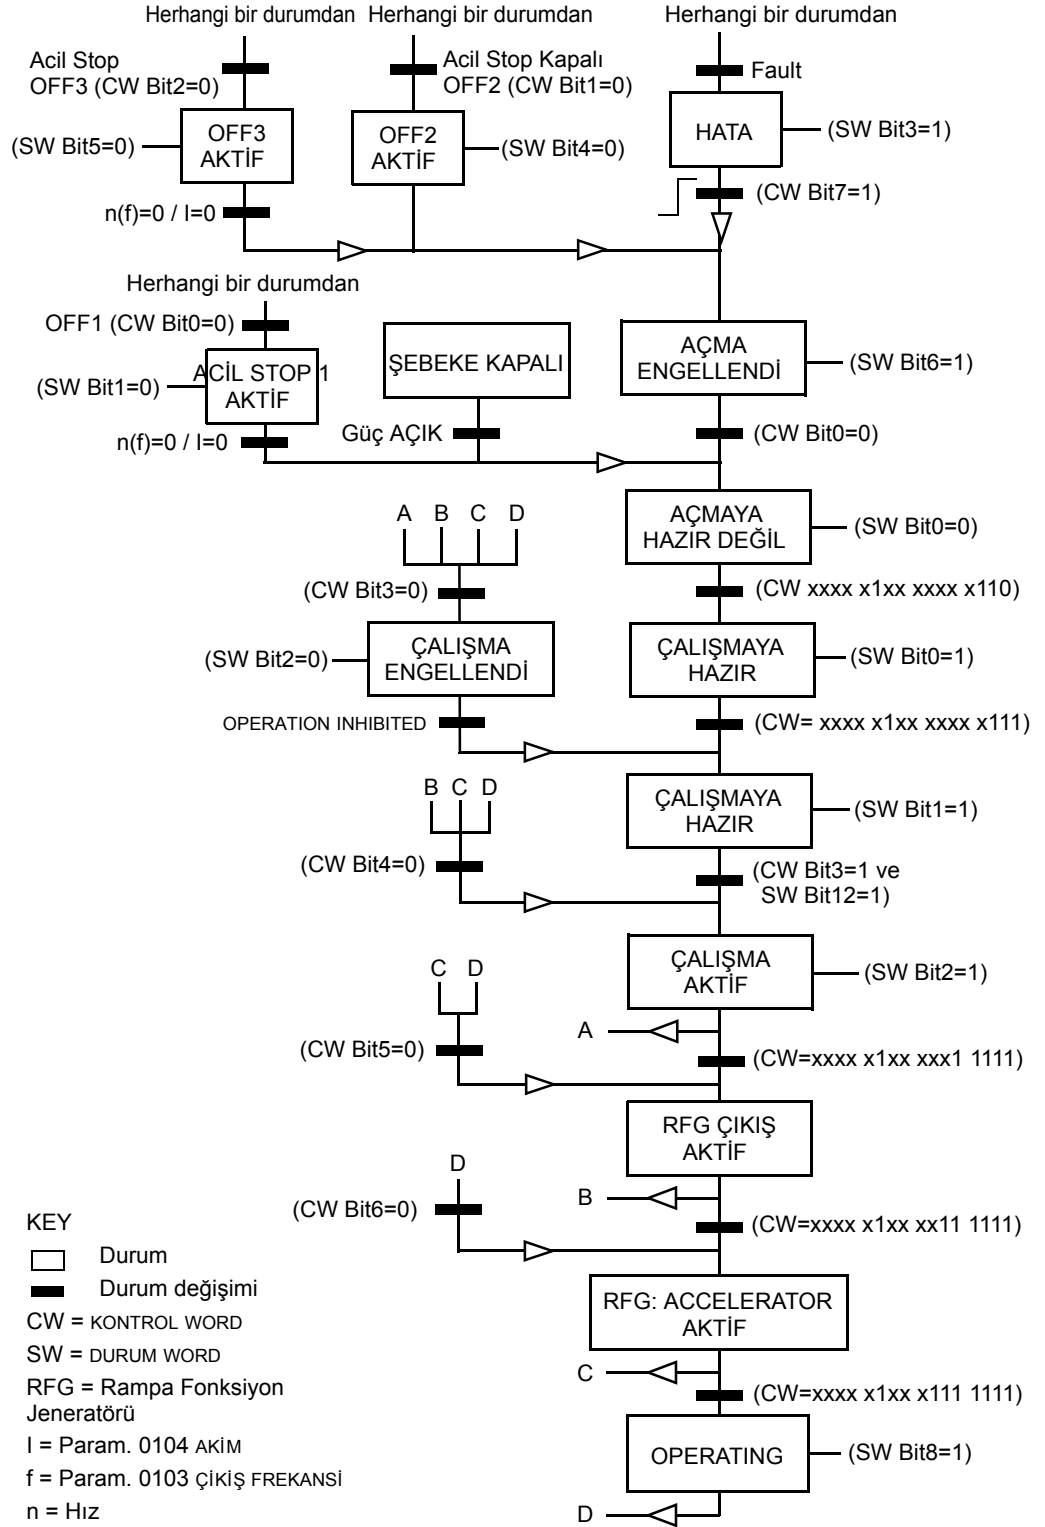 Herhangi bir durumdan
Herhangi bir durumdan
Herhangi bir durumdan
Acil Stop
OFF3 (CW Bit2=0)
Acil Stop Kapalı
OFF2 (CW Bit1=0)
Fault
(SW Bit5=0)
OFF3
AKTİF
OFF2
AKTİF
(SW Bit4=0)
HATA
(SW Bit3=1)
n(f)=0 / I=0
(CW Bit7=1)
Herhangi bir durumdan
OFF1 (CW Bit0=0)
(SW Bit1=0)
ACİL STOP 1
AKTİF
ŞEBEKE KAPALI
AÇMA
ENGELLENDİ
(SW Bit6=1)
n(f)=0 / I=0
Güç AÇIK
(CW Bit0=0)
A B C D
AÇMAYA
HAZIR DEĞİL
(SW Bit0=0)
(CW Bit3=0)
(CW xxxx x1xx xxxx x110)
(SW Bit2=0)
ÇALIŞMA
ENGELLENDİ
ÇALIŞMAYA
HAZIR
(SW Bit0=1)
OPERATION INHIBITED
(CW= xxxx x1xx xxxx x111)
B C D
ÇALIŞMAYA
HAZIR
(SW Bit1=1)
(CW Bit4=0)
(CW Bit3=1 ve
SW Bit12=1)
C D
ÇALIŞMA
AKTİF
(SW Bit2=1)
A
(CW Bit5=0)
(CW=xxxx x1xx xxx1 1111)
RFG ÇIKIŞ
AKTİF
D
B
(CW Bit6=0)
(CW=xxxx x1xx xx11 1111)
RFG: ACCELERATOR
AKTİF
C
(CW=xxxx x1xx x111 1111)
OPERATING
(SW Bit8=1)
D
KEY
Durum
Durum değişimi
CW = KONTROL WORD
SW = DURUM WORD
RFG = Rampa Fonksiyon
Jeneratörü
I = Param. 0104 AKİM
f = Param. 0103 ÇİKİŞ FREKANSİ
n = Hız